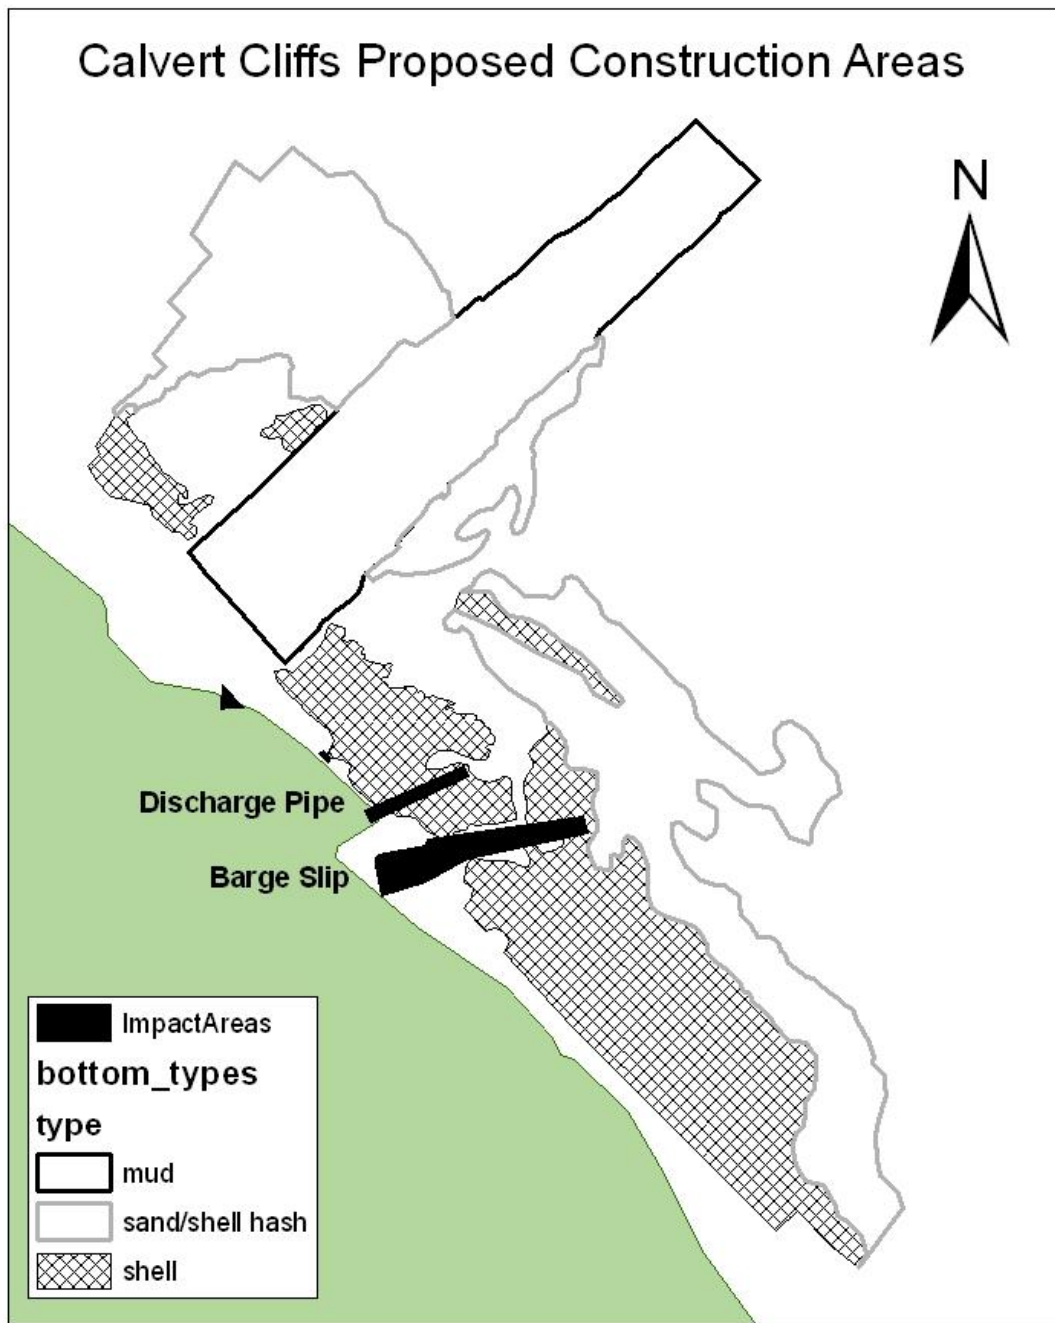 Calvert Cliffs Proposed Construction Areas
N
Discharge Pipe
Barge Slip
ImpactAreas
bottom_types
type
mud
sand/shell hash
shell